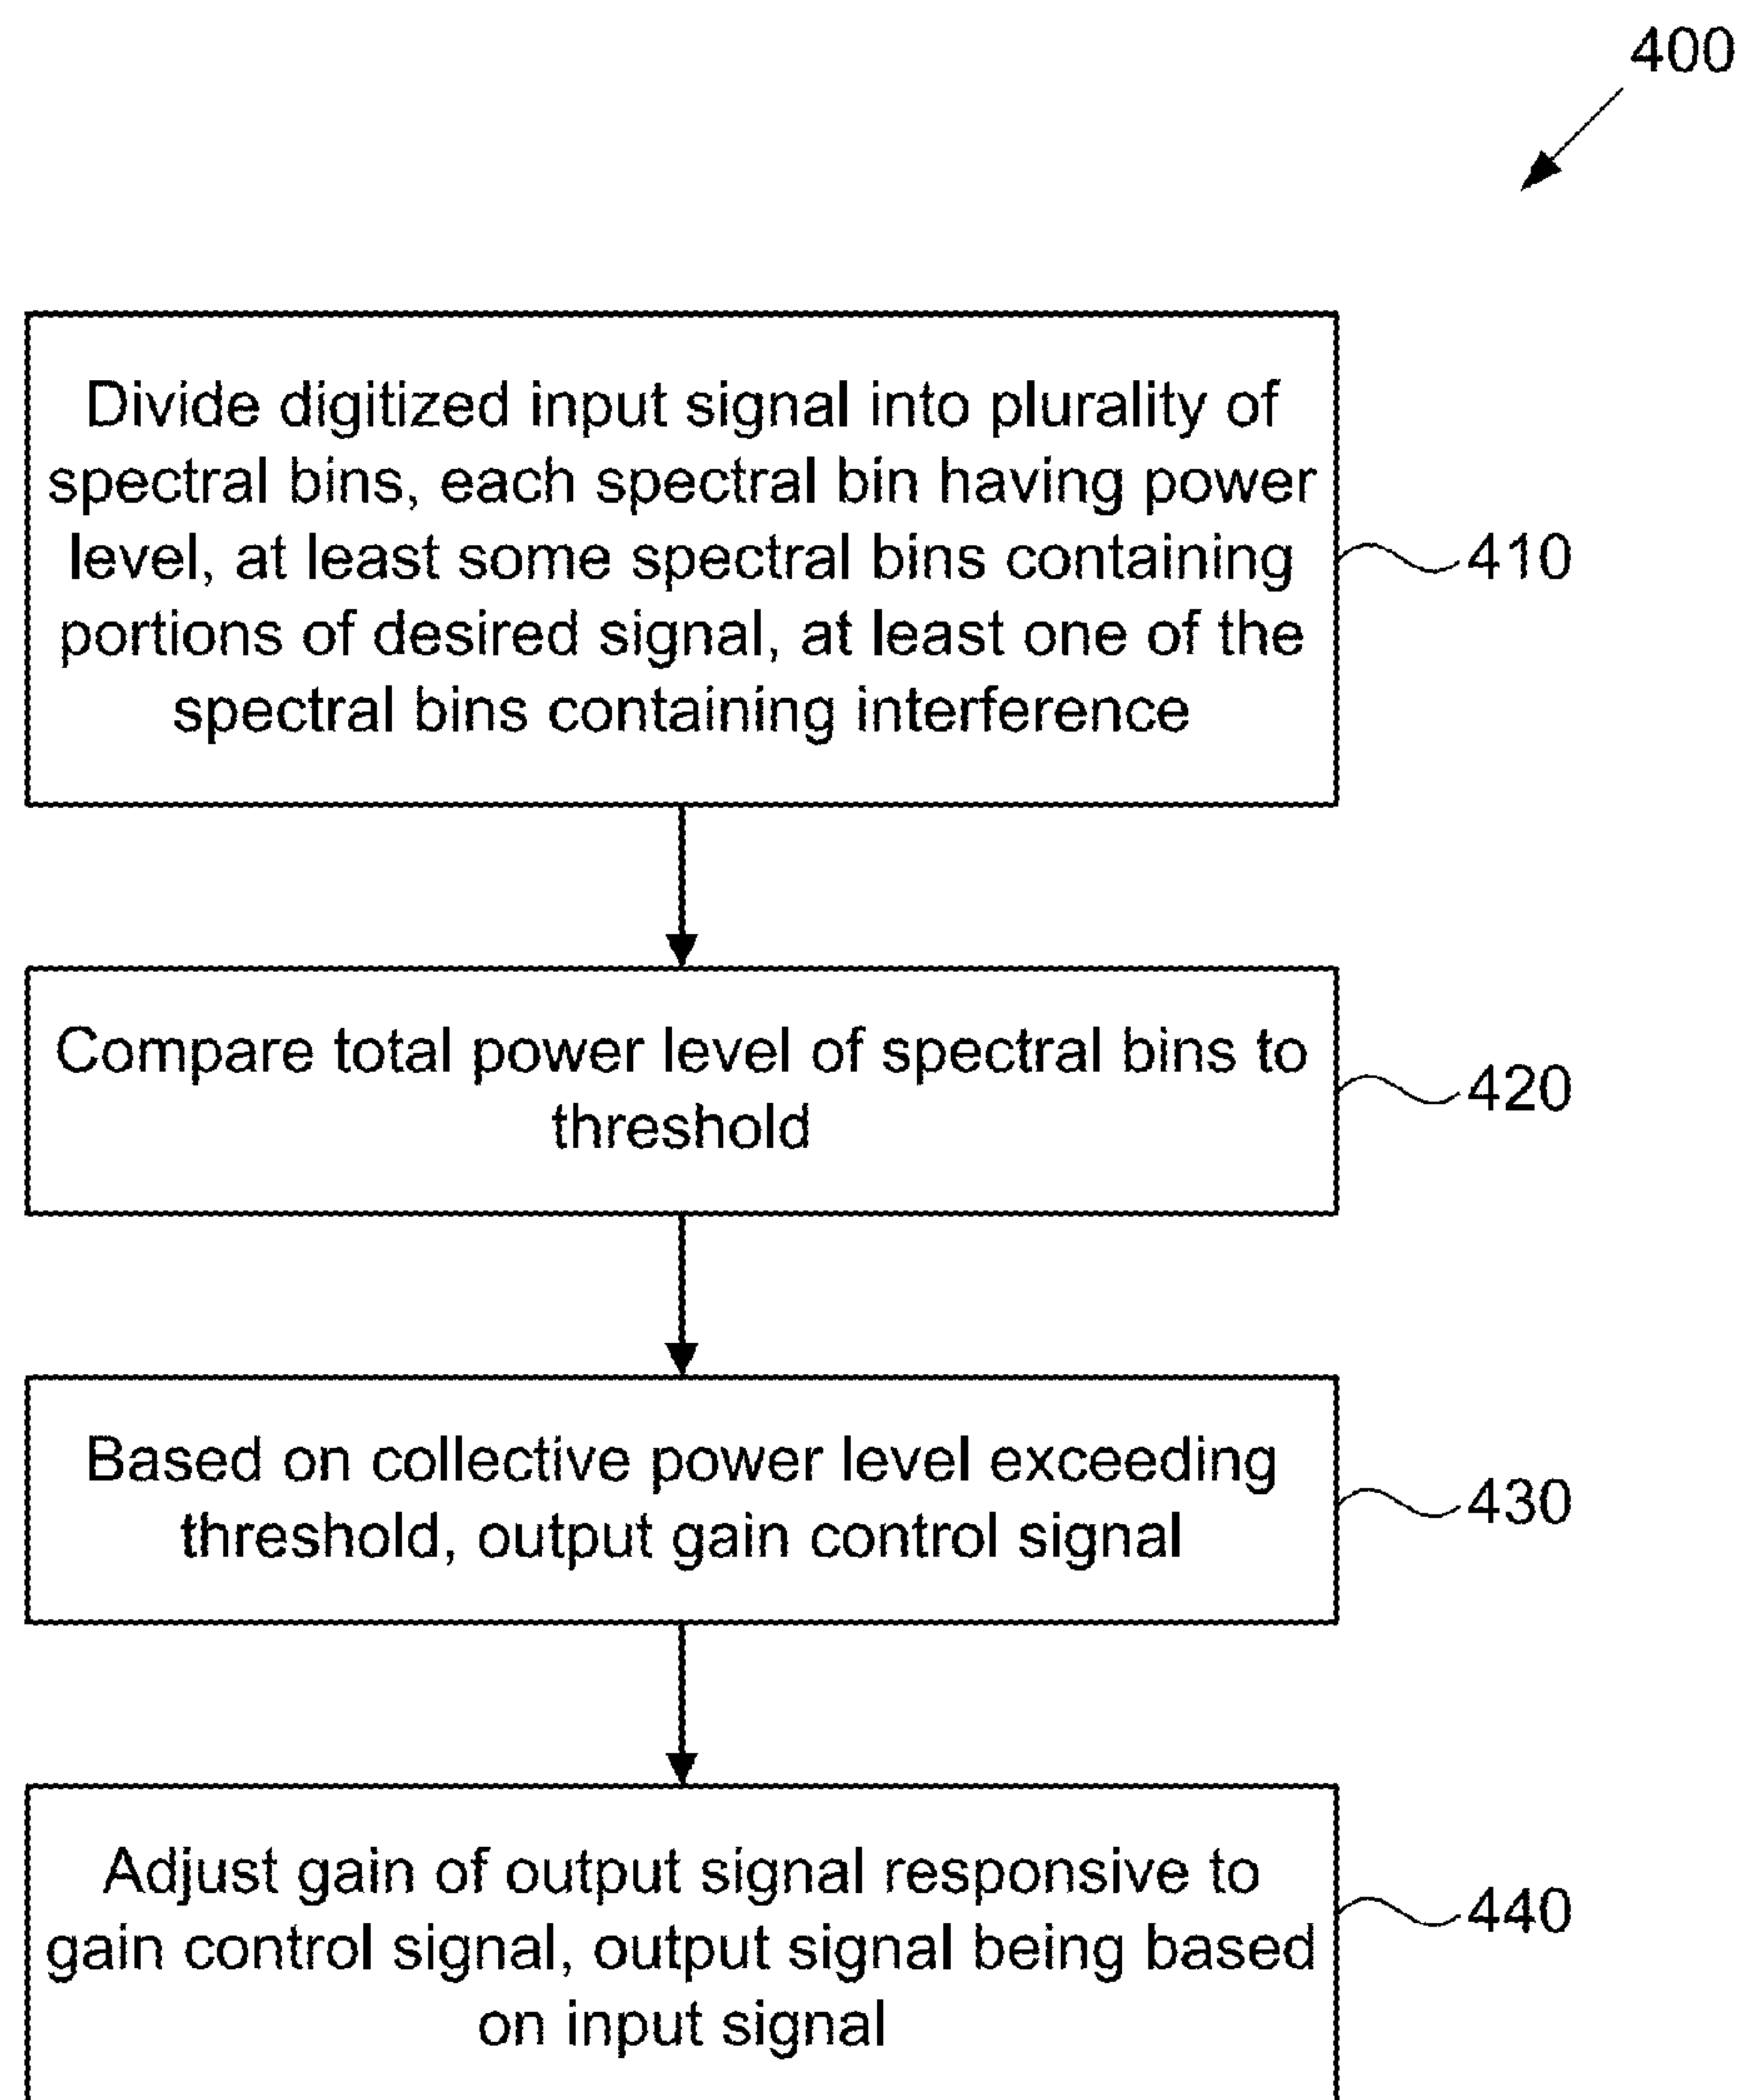 400
Divide digitized input signal into plurality of
spectral bins, each spectral bin having power
level, at least some spectral bins containing
portions of desired signal, at least one of the
spectral bins containing interference
410
Compare total power level of spectral bins to
threshold
420
Based on collective power level exceeding
threshold, output gain control signal
430
Adjust gain of output signal responsive to
gain control signal, output signal being based
on input signal
440